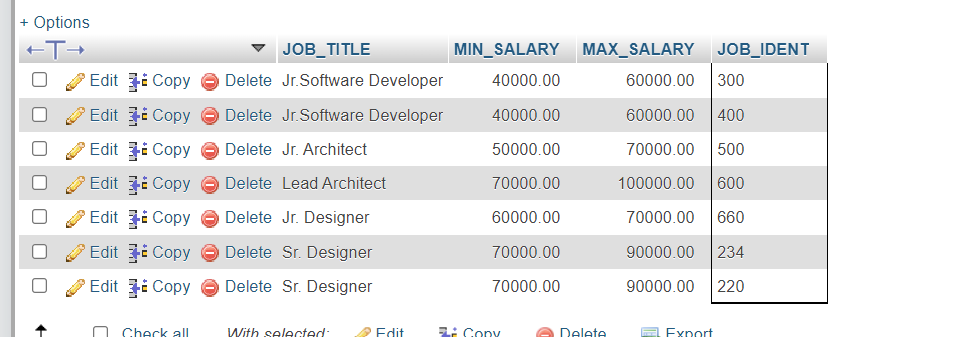 + Options
←T→ JOB_TITLE MIN_SALARY MAX_SALARY JOB_IDENT
Edit Copy Delete Jr.Software Developer 40000.00 60000.00 300
Edit Copy Delete Jr.Software Developer 40000.00 60000.00 400
Edit Copy Delete Jr. Architect 50000.00 70000.00 500
Edit Copy Delete Lead Architect 70000.00 100000.00 600
Edit Copy Delete Jr. Designer 60000.00 70000.00 660
Edit Copy Delete Sr. Designer 70000.00 90000.00 234
Edit Copy Delete Sr. Designer 70000.00 90000.00 220
Check all With selected: Edit Copy Delete Export